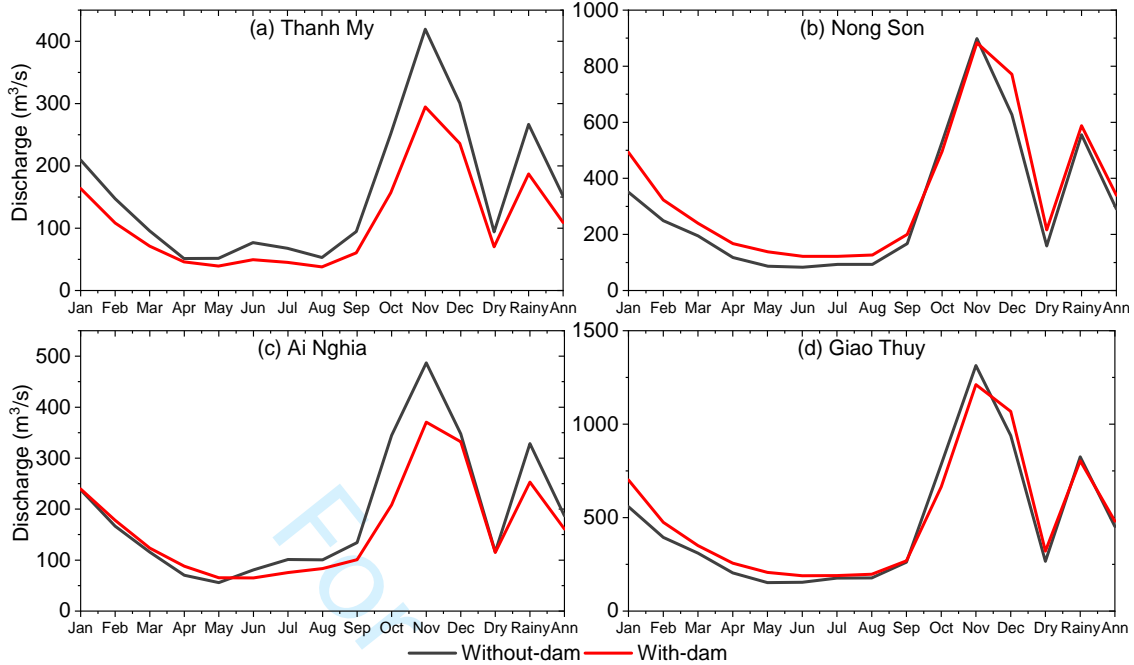 (a) Thanh My
(b) Nong Son
Discharge (m³/s)
400
300
200
100
0
1000
800
600
400
200
0
Jan Feb Mar Apr May Jun Jul Aug Sep Oct Nov Dec Dry Rainy Ann
Jan Feb Mar Apr May Jun Jul Aug Sep Oct Nov Dec Dry Rainy Ann
(c) Ai Nghia
(d) Giao Thuy
Discharge (m³/s)
500
400
300
200
100
0
1500
1000
500
0
For
Jan Feb Mar Apr May Jun Jul Aug Sep Oct Nov Dec Dry Rainy Ann
Jan Feb Mar Apr May Jun Jul Aug Sep Oct Nov Dec Dry Rainy Ann
Without-dam With-dam